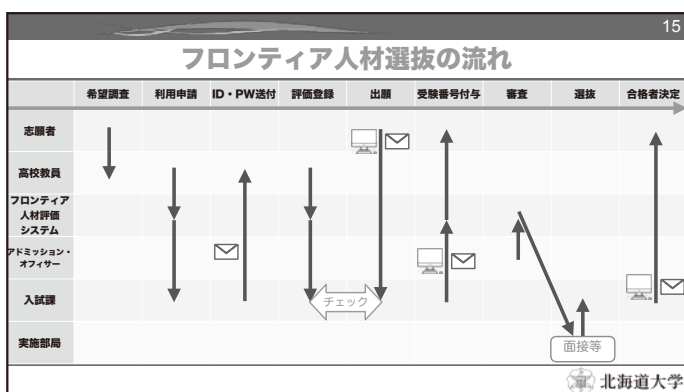 15
フロンティア人材選抜の流れ
希望調査 利用申請 ID・PW送付 評価登録 出願 受験番号付与 審査 選抜 合格者決定
志願者
高校教員
フロンティア
人材評価
システム
アドミッション・
オフィサー
入試課
チェック
実施部局
面接等
北海道大学